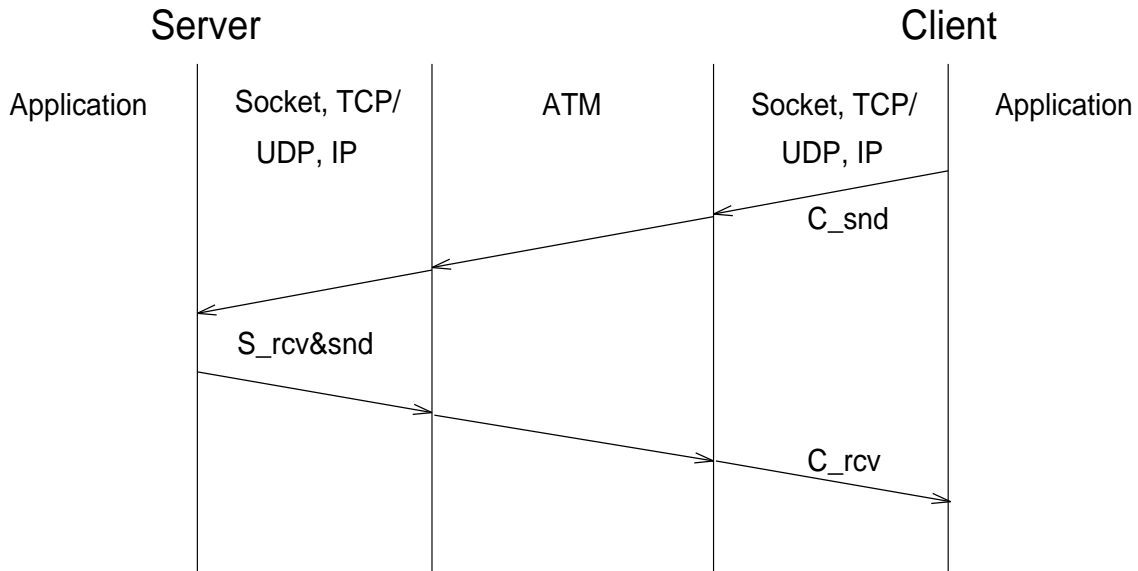 Server
Client
Application
Socket, TCP/
UDP, IP
ATM
Socket, TCP/
UDP, IP
Application
C_snd
S_rcv&snd
C_rcv